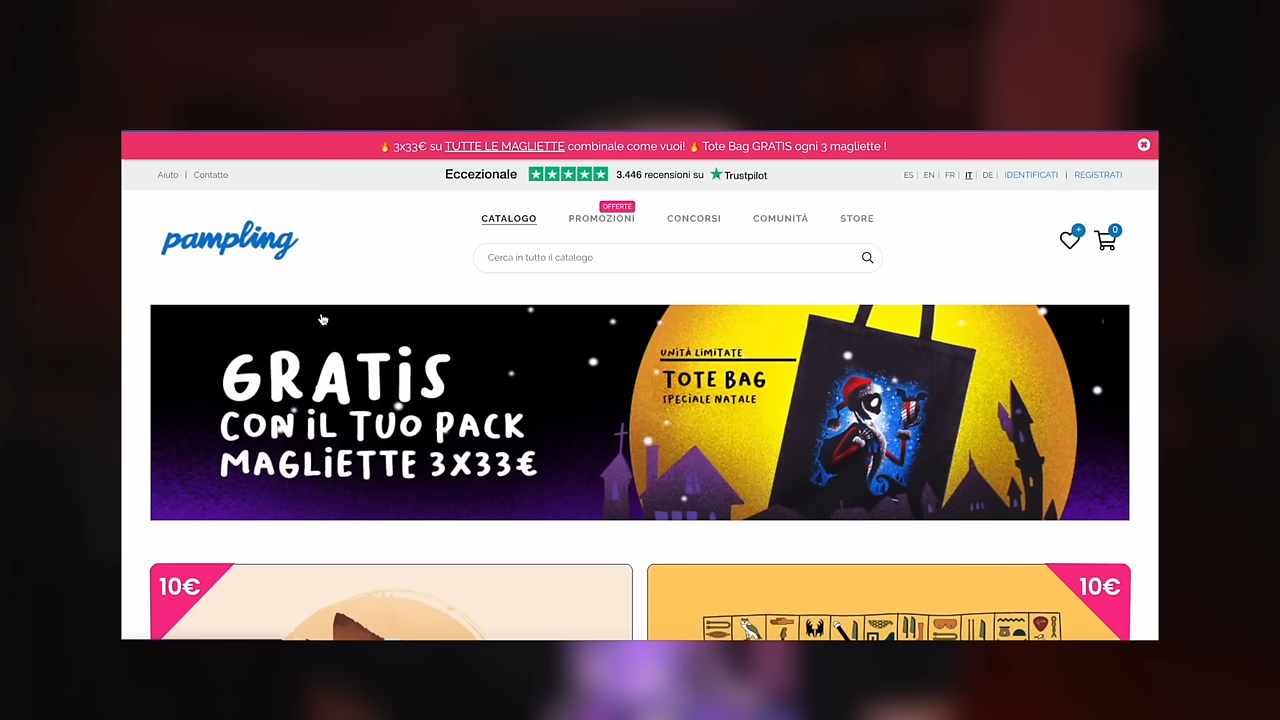 🔥 3x33€ su TUTTE LE MAGLIETTE combinale come vuoi! 🔥 Tote Bag GRATIS ogni 3 magliette !
Aiuto | Contatto
Eccezionale 3.446 recensioni su Trustpilot
ES | EN | FR | IT | DE | IDENTIFICATI | REGISTRATI
OFFERTE
CATALOGO PROMOZIONI CONCORSI COMUNITÁ STORE
pampling
+ 0
Cerca in tutto il catalogo
GRATIS
CON IL TUO PACK
MAGLIETTE 3X33€
UNITÀ LIMITATE
TOTE BAG
SPECIALE NATALE
10€
10€